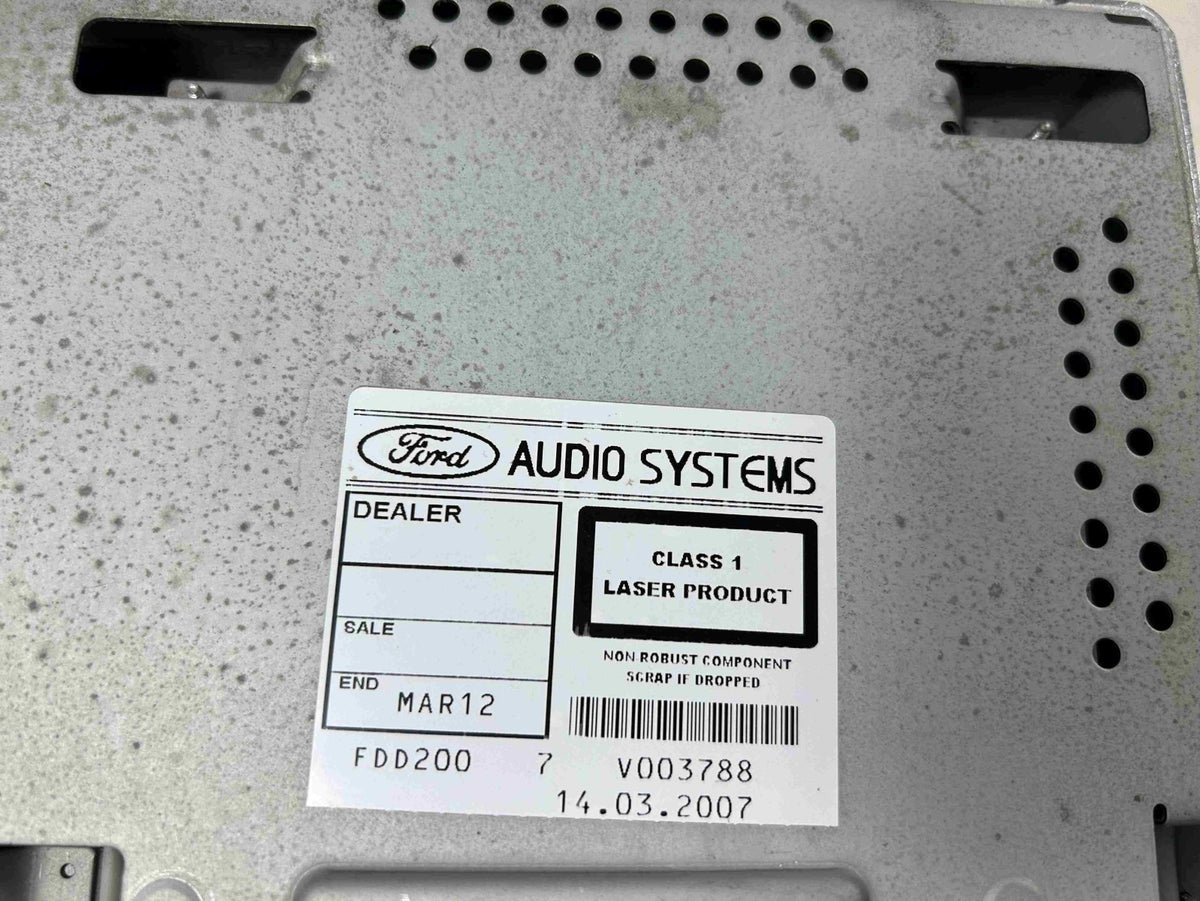 Ford AUDIO SYSTEMS
DEALER
SALE
END MAR12
CLASS 1
LASER PRODUCT
NON ROBUST COMPONENT
SCRAP IF DROPPED
FDD200 7 V003788
14.03.2007